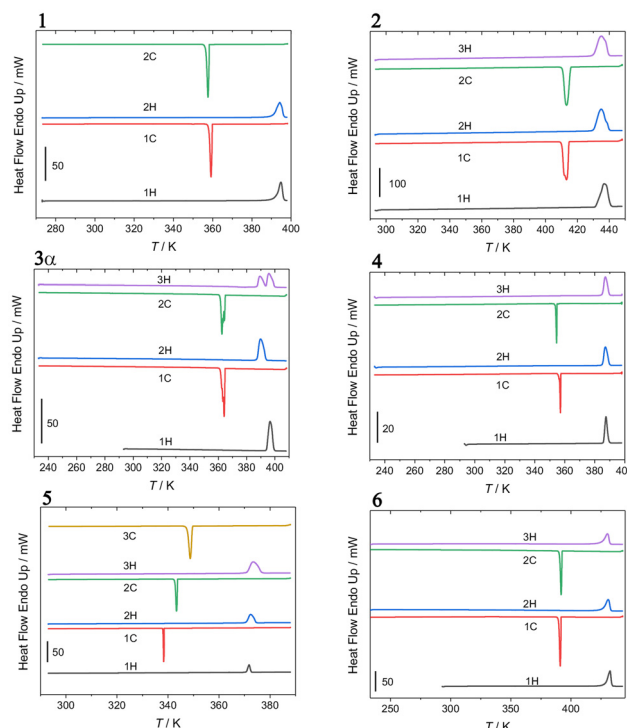 1
Heat Flow Endo Up / mW
2C
2H
1C
50
1H
280 300 320 340 360 380 400
T / K
2
Heat Flow Endo Up / mW
3H
2C
2H
1C
100
1H
300 330 360 390 420 450
T / K
3α
Heat Flow Endo Up / mW
3H
2C
2H
1C
50
1H
240 260 280 300 320 340 360 380 400
T / K
4
Heat Flow Endo Up / mW
3H
2C
2H
1C
20
1H
240 260 280 300 320 340 360 380 40
T / K
5
Heat Flow Endo Up / mW
3C
3H
2C
2H
1C
50
1H
300 320 340 360 380
T / K
6
Heat Flow Endo Up / mW
3H
2C
2H
1C
50
1H
250 300 350 400
T / K